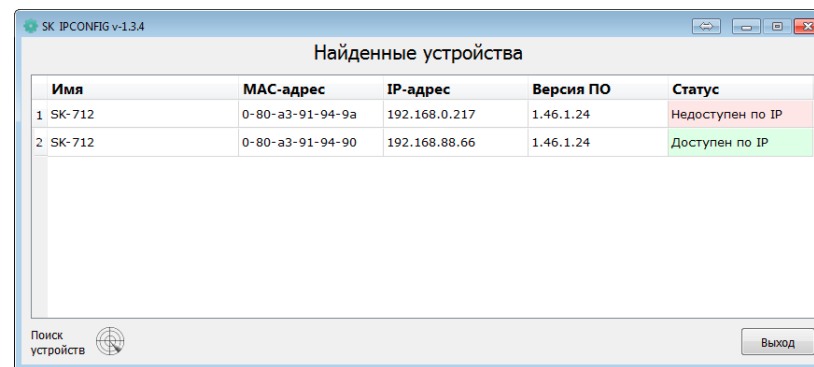 SK IPCONFIG v-1.3.4
Найденные устройства
Имя MAC-адрес IP-адрес Версия ПО Статус
1 SK-712 0-80-a3-91-94-9a 192.168.0.217 1.46.1.24 Недоступен по IP
2 SK-712 0-80-a3-91-94-90 192.168.88.66 1.46.1.24 Доступен по IP
Поиск
устройств
Выход